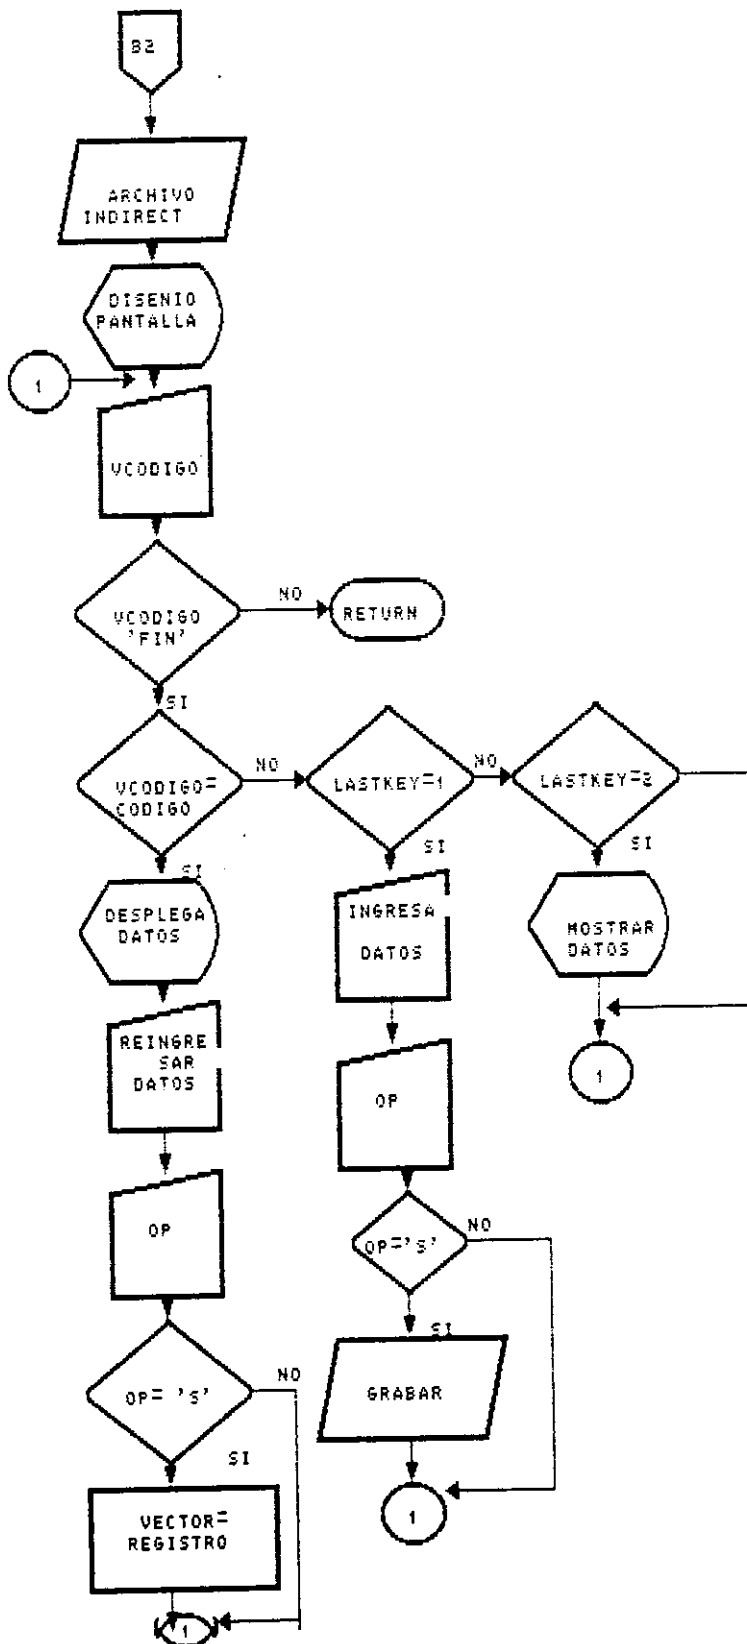 B2
ARCHIVO
INDIRECT
DISENIO
PANTALLA
1
VCODIGO
VCODIGO
'FIN'
NO
RETURN
SI
VCODIGO=
CODIGO
NO
LASTKEY=1
NO
LASTKEY=2
SI
SI
SI
DESPLEGA
DATOS
INGRESA
DATOS
MOSTRAR
DATOS
REINGRE
SAR
DATOS
OP
1
OP
OP='S'
NO
SI
OP= 'S'
NO
GRABAR
SI
VECTOR=
REGISTRO
1
1